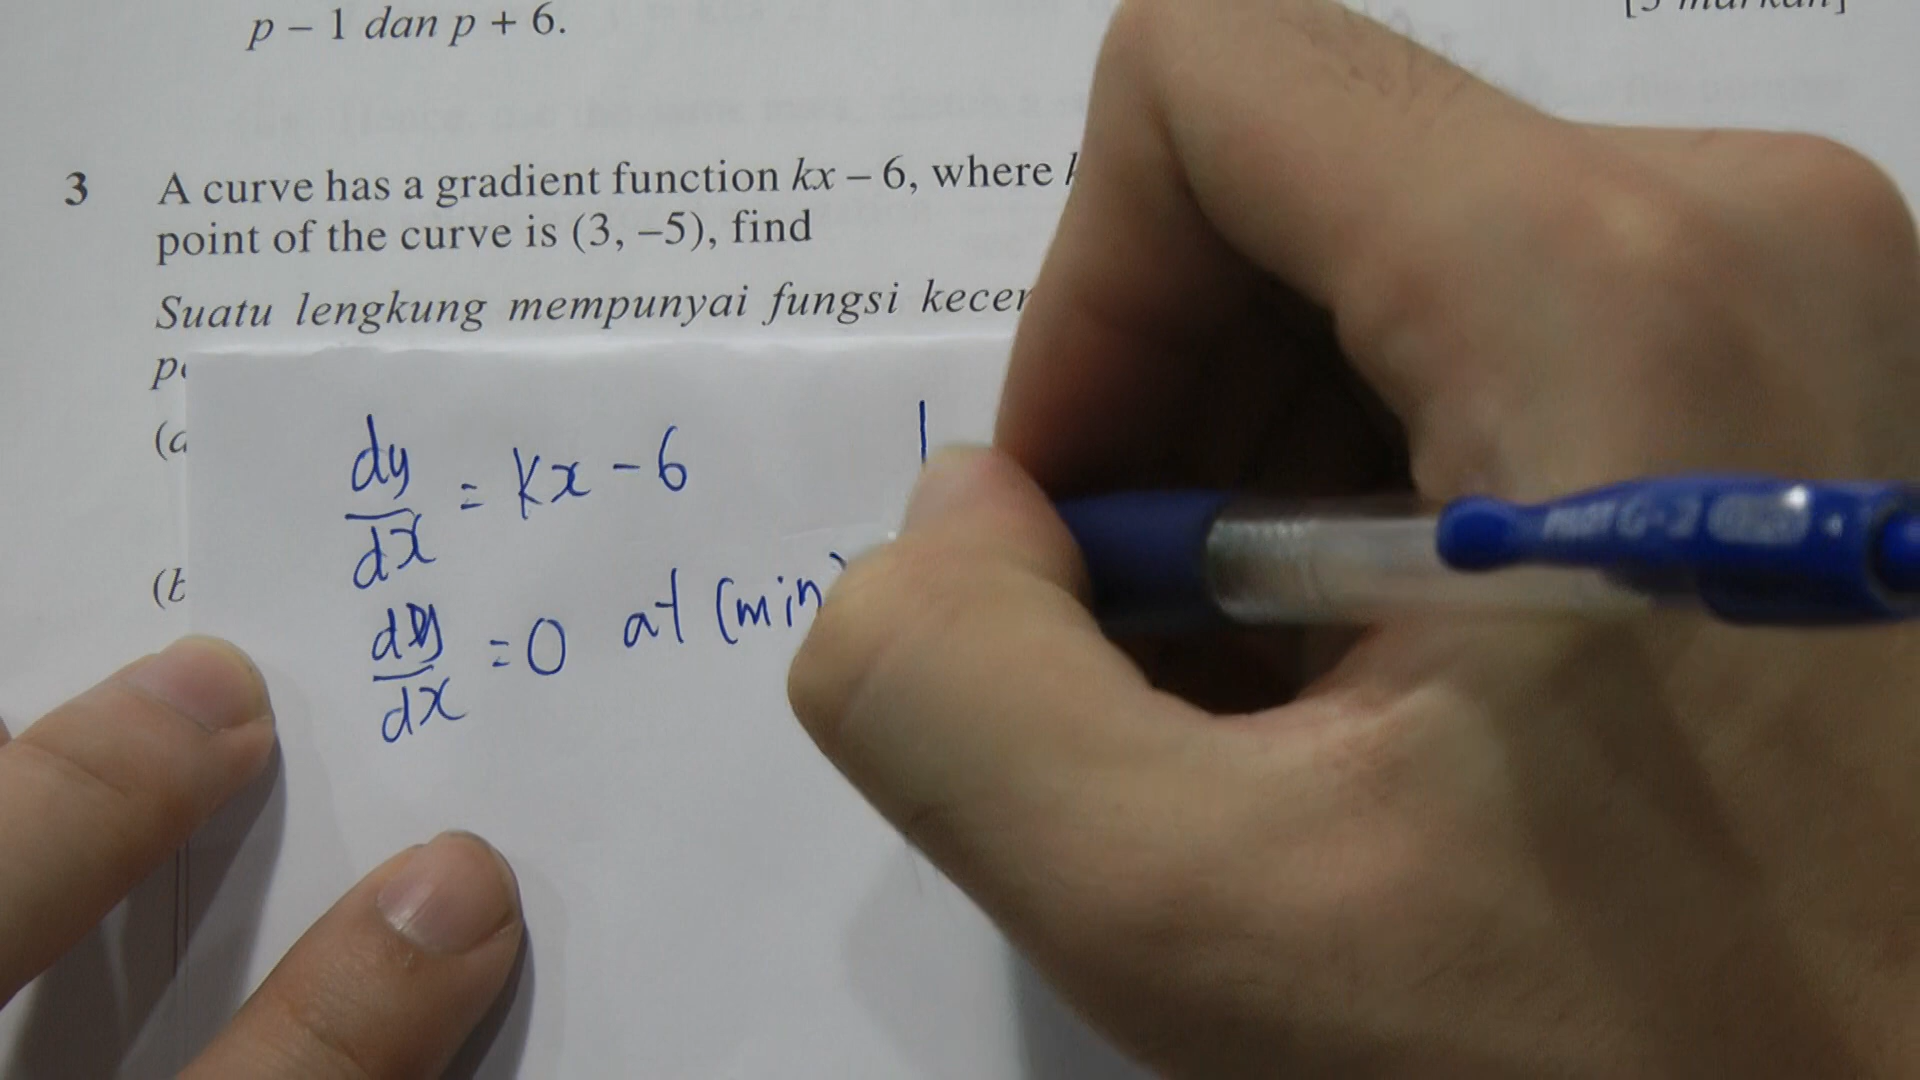 p – 1 dan p + 6.
3 A curve has a gradient function kx – 6, where
point of the curve is (3, –5), find
Suatu lengkung mempunyai fungsi
dy/dx = kx - 6
dy/dx = 0 at (min)
G-2